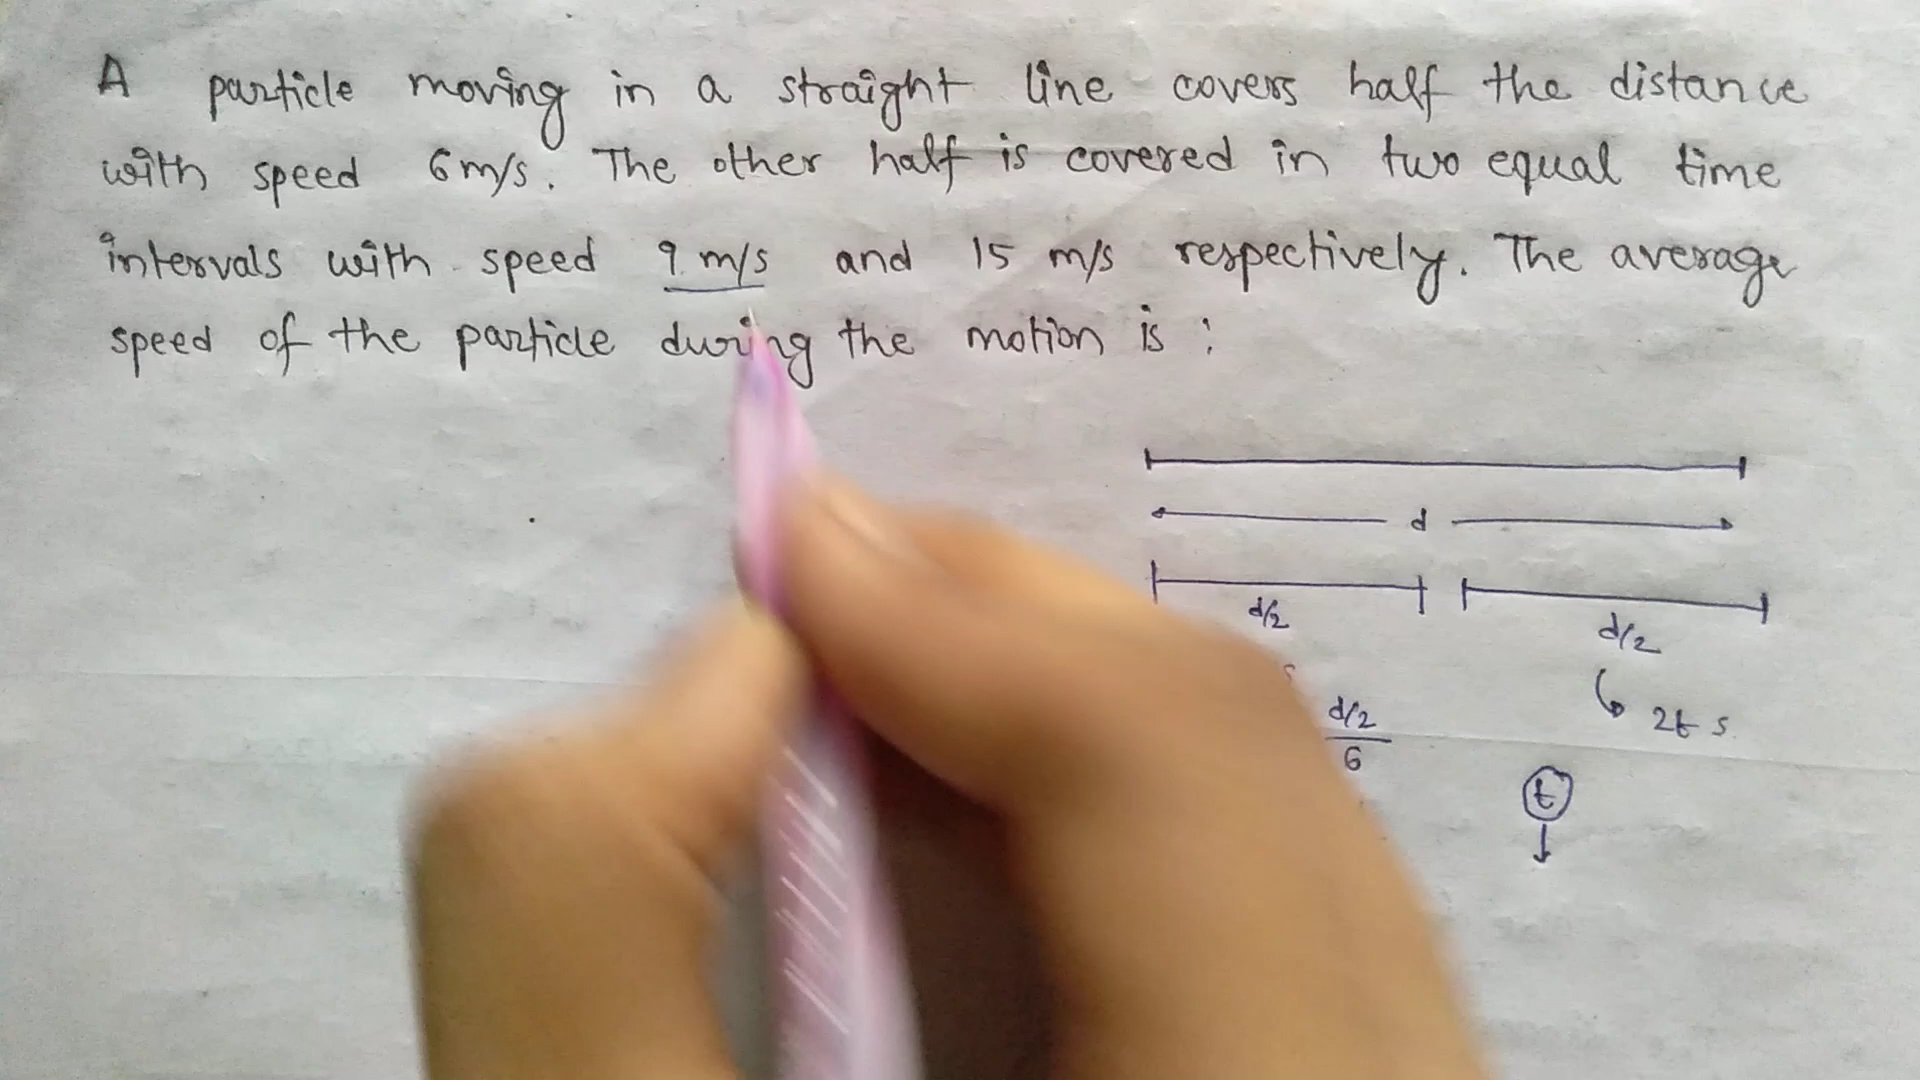 A particle moving in a straight line covers half the distance
with speed 6 m/s. The other half is covered in two equal time
intervals with speed 9 m/s and 15 m/s respectively. The average
speed of the particle during the motion is :
d
d/2
d/2
d/2
6
2t s
t